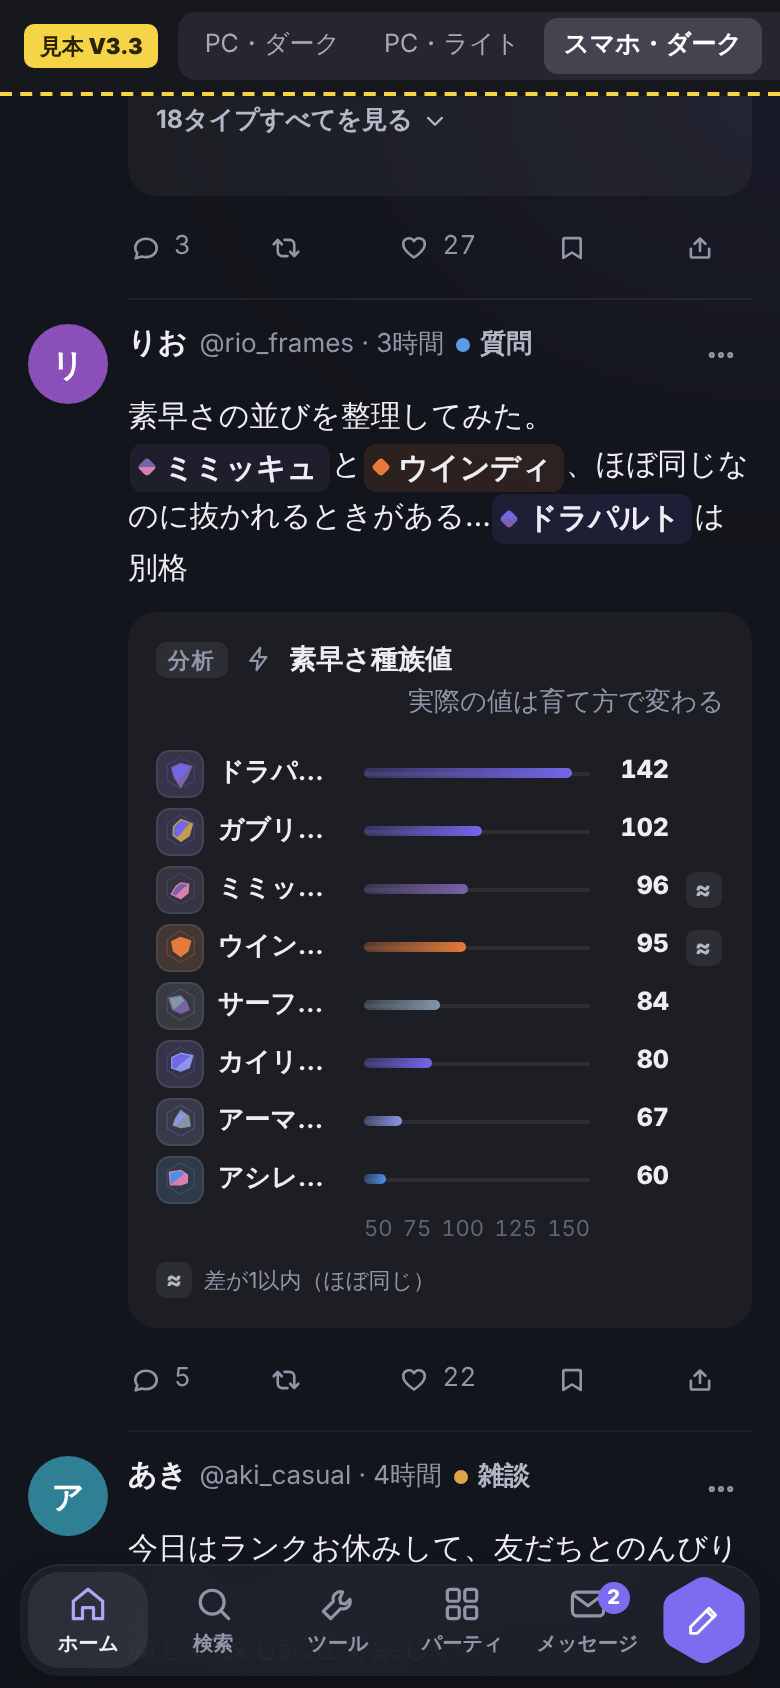 見本 V3.3 PC・ダーク PC・ライト スマホ・ダーク
18タイプすべてを見る
3 27
リ りお @rio_frames · 3時間 質問
素早さの並びを整理してみた。
ミミッキュ と ウインディ 、ほぼ同じな
のに抜かれるときがある… ドラパルト は
別格
分析 素早さ種族値
実際の値は育て方で変わる
ドラパ… 142
ガブリ… 102
ミミッ… 96 ≈
ウイン… 95 ≈
サーフ… 84
カイリ… 80
アーマ… 67
アシレ… 60
50 75 100 125 150
≈ 差が1以内（ほぼ同じ）
5 22
ア あき @aki_casual · 4時間 雑談
今日はランクお休みして、友だちとのんびり
2
ホーム 検索 ツール パーティ メッセージ